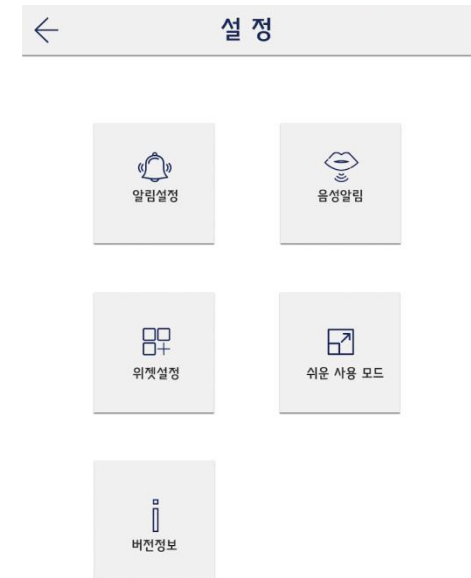 설 정
알림설정
음성알림
위젯설정
쉬운 사용 모드
버전정보